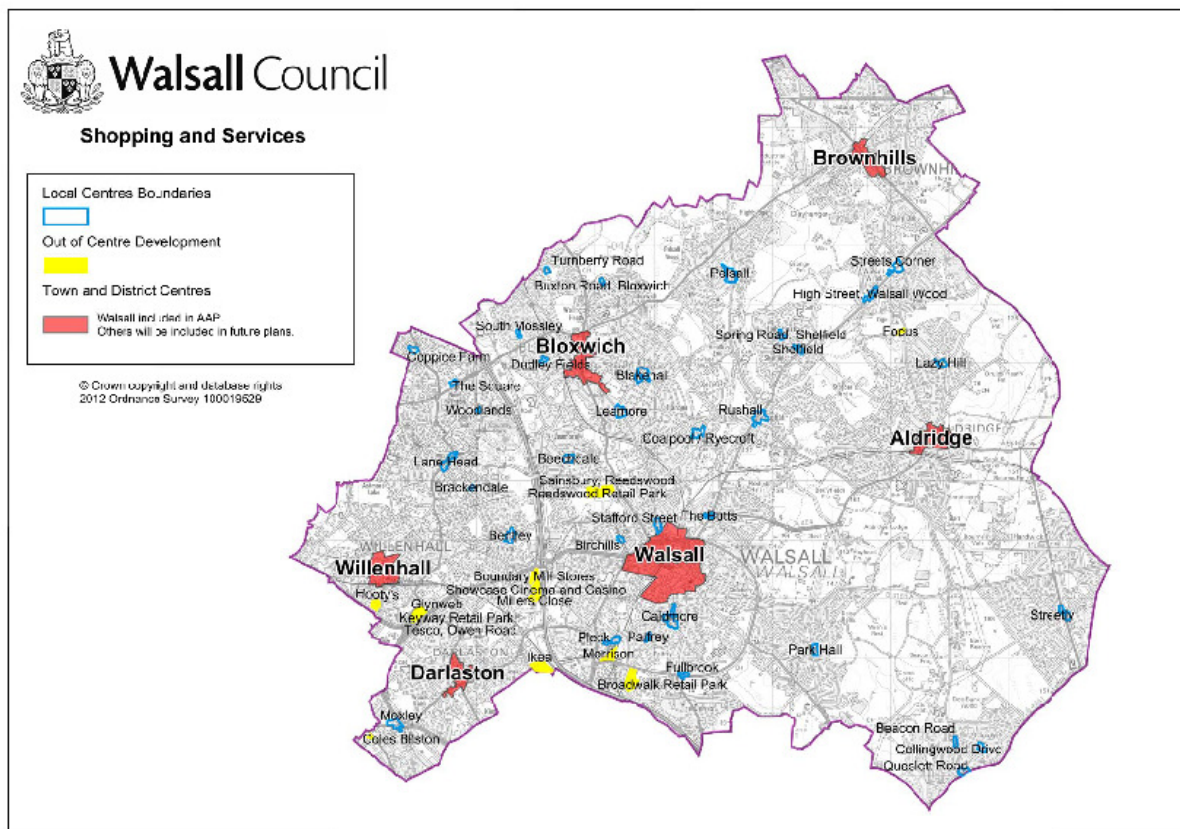 Walsall Council
Shopping and Services
Local Centres Boundaries
Out of Centre Development
Town and District Centres
Walsall included in AAP
Others will be included in future plans.
© Crown copyright and database rights
2012 Ordnance Survey 100019529
Brownhills
BROWNHI
Turnberry Road
Buxton Road, Bloxwich
Pelsall
Streets Corner
High Street, Walsall Wood
South Mossley
Bloxwich
Spring Road, Shelfield
Shelfield
Focus
Coppice Farm
Dudley Fields
Blakenall
Lazy Hill
The Square
Woodlands
Leamore
Rushall
Coalpool / Ryecroft
Aldridge
Lane Head
Beechdale
Brackendale
Sainsbury, Reedswood
Reedswood Retail Park
Stafford Street
The Butts
Bentley
Birchills
Walsall
WALSALL
WALSALL
WILLENHALL
Willenhall
Boundary Mill Stores
Showcase Cinema and Casino
Millers Close
Hooty's
Glynweb
Keyway Retail Park
Tesco, Owen Road
Caldmore
Streetly
DARLASTON
Darlaston
Ikea
Pleck
Palfrey
Morrison
Park Hall
Fullbrook
Broadwalk Retail Park
Moxley
Coles Bilston
Beacon Road
Collingwood Drive
Queslett Road